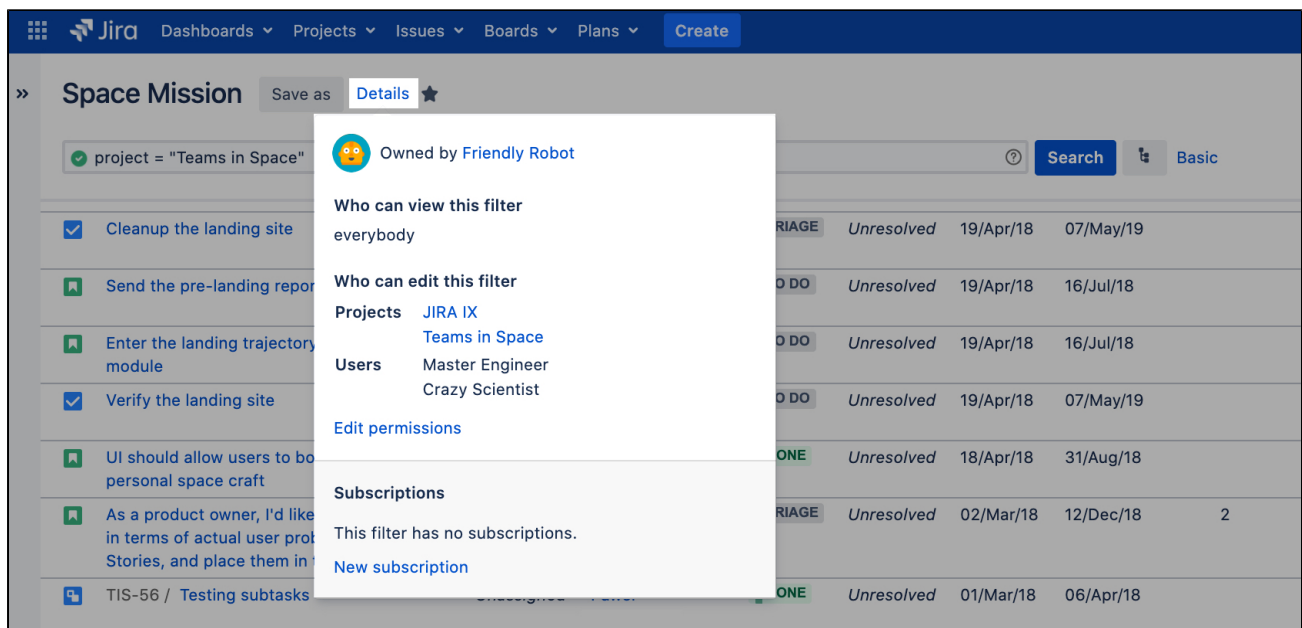 Jira Dashboards Projects Issues Boards Plans Create
Space Mission Save as Details
project = "Teams in Space" Search Basic
Owned by Friendly Robot
Who can view this filter
everybody
Who can edit this filter
Projects JIRA IX
Teams in Space
Users Master Engineer
Crazy Scientist
Edit permissions
Subscriptions
This filter has no subscriptions.
New subscription
Cleanup the landing site RIAGE Unresolved 19/Apr/18 07/May/19
Send the pre-landing repor O DO Unresolved 19/Apr/18 16/Jul/18
Enter the landing trajectory O DO Unresolved 19/Apr/18 16/Jul/18
module
Verify the landing site O DO Unresolved 19/Apr/18 07/May/19
UI should allow users to bo ONE Unresolved 18/Apr/18 31/Aug/18
personal space craft
As a product owner, I'd like RIAGE Unresolved 02/Mar/18 12/Dec/18 2
in terms of actual user prob
Stories, and place them in
TIS-56 / Testing subtasks ONE Unresolved 01/Mar/18 06/Apr/18